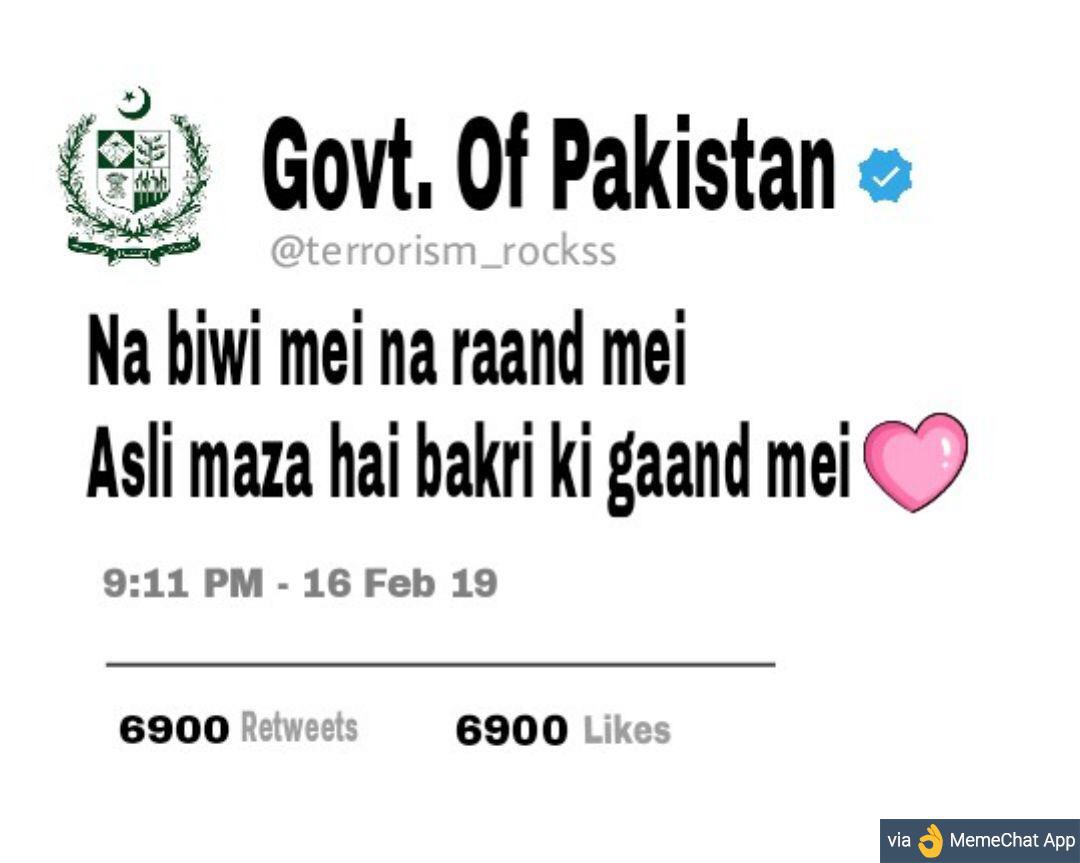 Govt. Of Pakistan
@terrorism_rockss
Na biwi mei na raand mei
Asli maza hai bakri ki gaand mei
9:11 PM - 16 Feb 19
6900 Retweets 6900 Likes
via MemeChat App